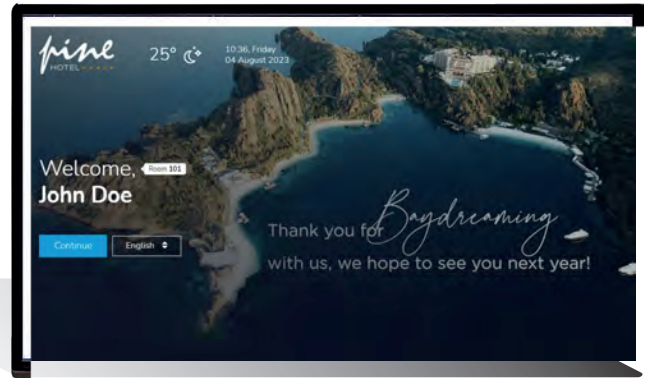 pine
HOTEL
25°
10:36, Friday
04 August 2023
Welcome, Room 101
John Doe
Continue English
Thank you for Baydreaming
with us, we hope to see you next year!